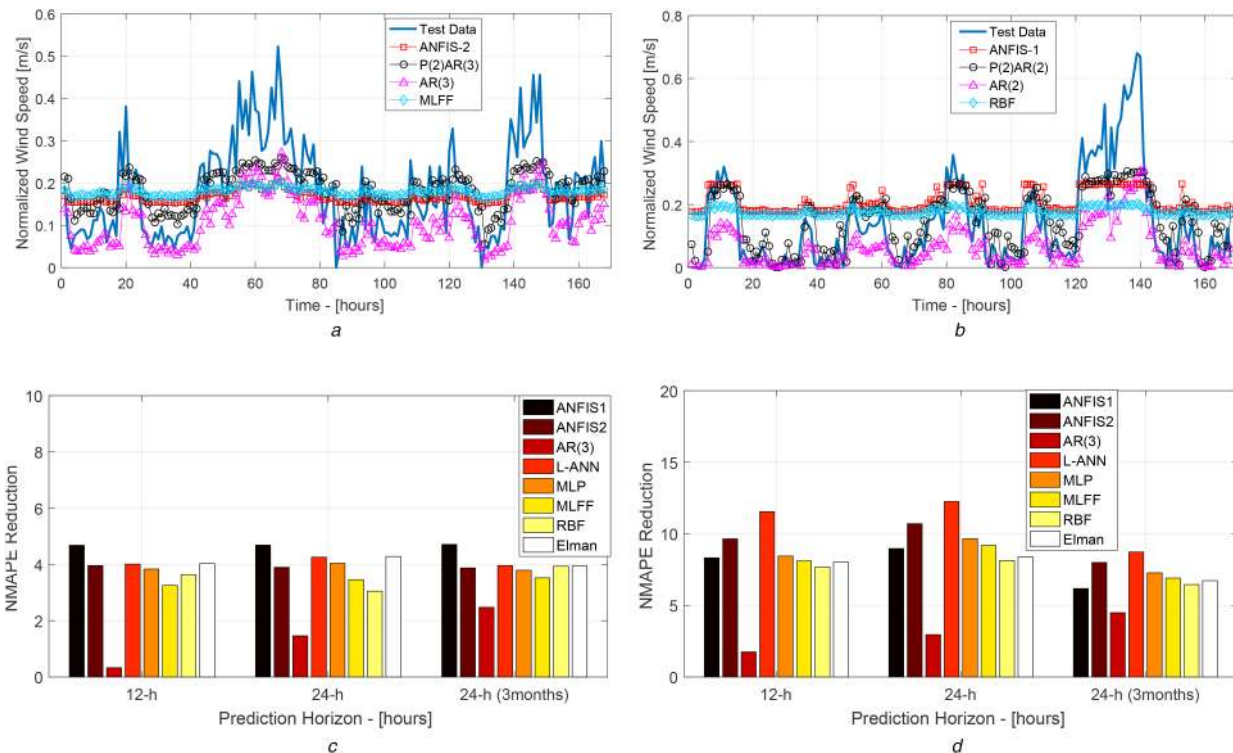 0.6
0.5
0.4
0.3
0.2
0.1
0
Normalized Wind Speed [m/s]
Test Data
ANFIS-2
P(2)AR(3)
AR(3)
MLFF
0 20 40 60 80 100 120 140 160
Time - [hours]
a
0.8
0.6
0.4
0.2
0
Normalized Wind Speed [m/s]
Test Data
ANFIS-1
P(2)AR(2)
AR(2)
RBF
0 20 40 60 80 100 120 140 160
Time - [hours]
b
10
8
6
4
2
0
NMAPE Reduction
ANFIS1
ANFIS2
AR(3)
L-ANN
MLP
MLFF
RBF
Elman
12-h 24-h 24-h (3months)
Prediction Horizon - [hours]
c
20
15
10
5
0
NMAPE Reduction
ANFIS1
ANFIS2
AR(3)
L-ANN
MLP
MLFF
RBF
Elman
12-h 24-h 24-h (3months)
Prediction Horizon - [hours]
d